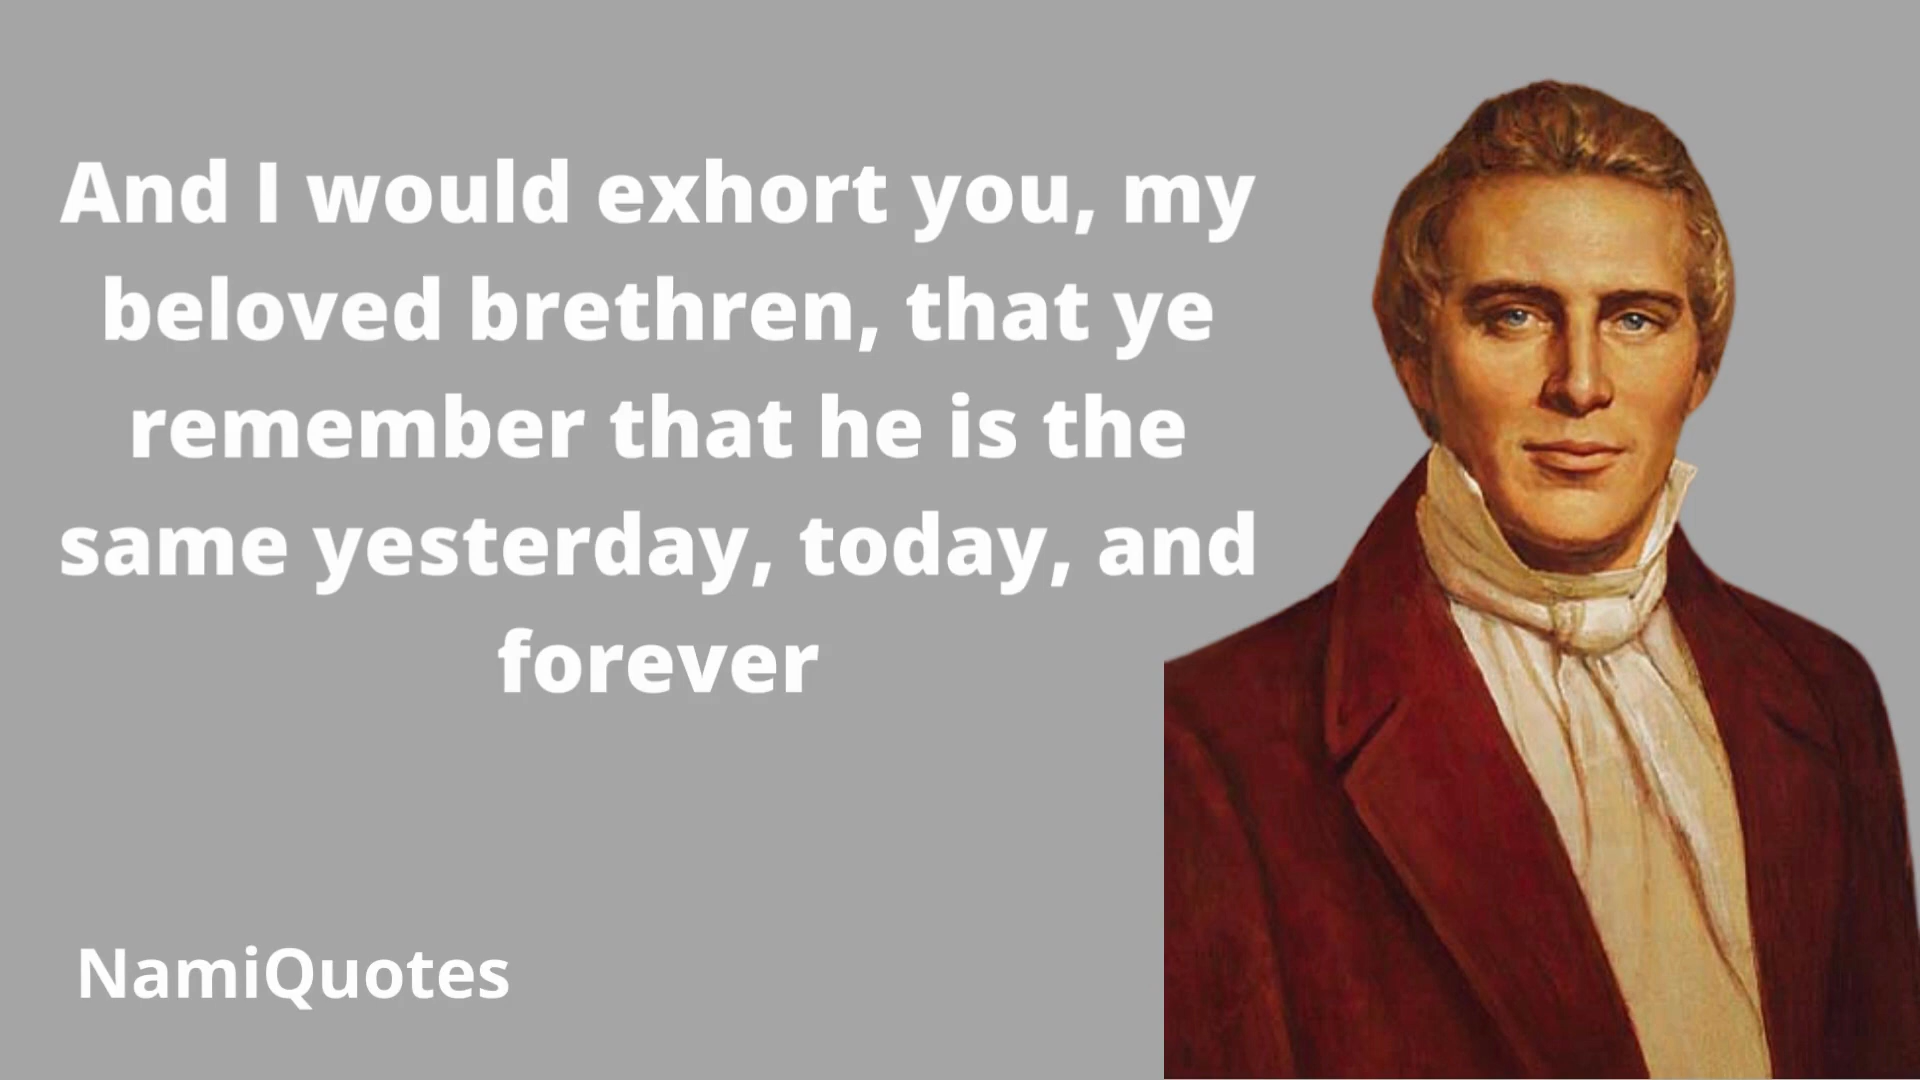 And I would exhort you, my
beloved brethren, that ye
remember that he is the
same yesterday, today, and
forever
NamiQuotes